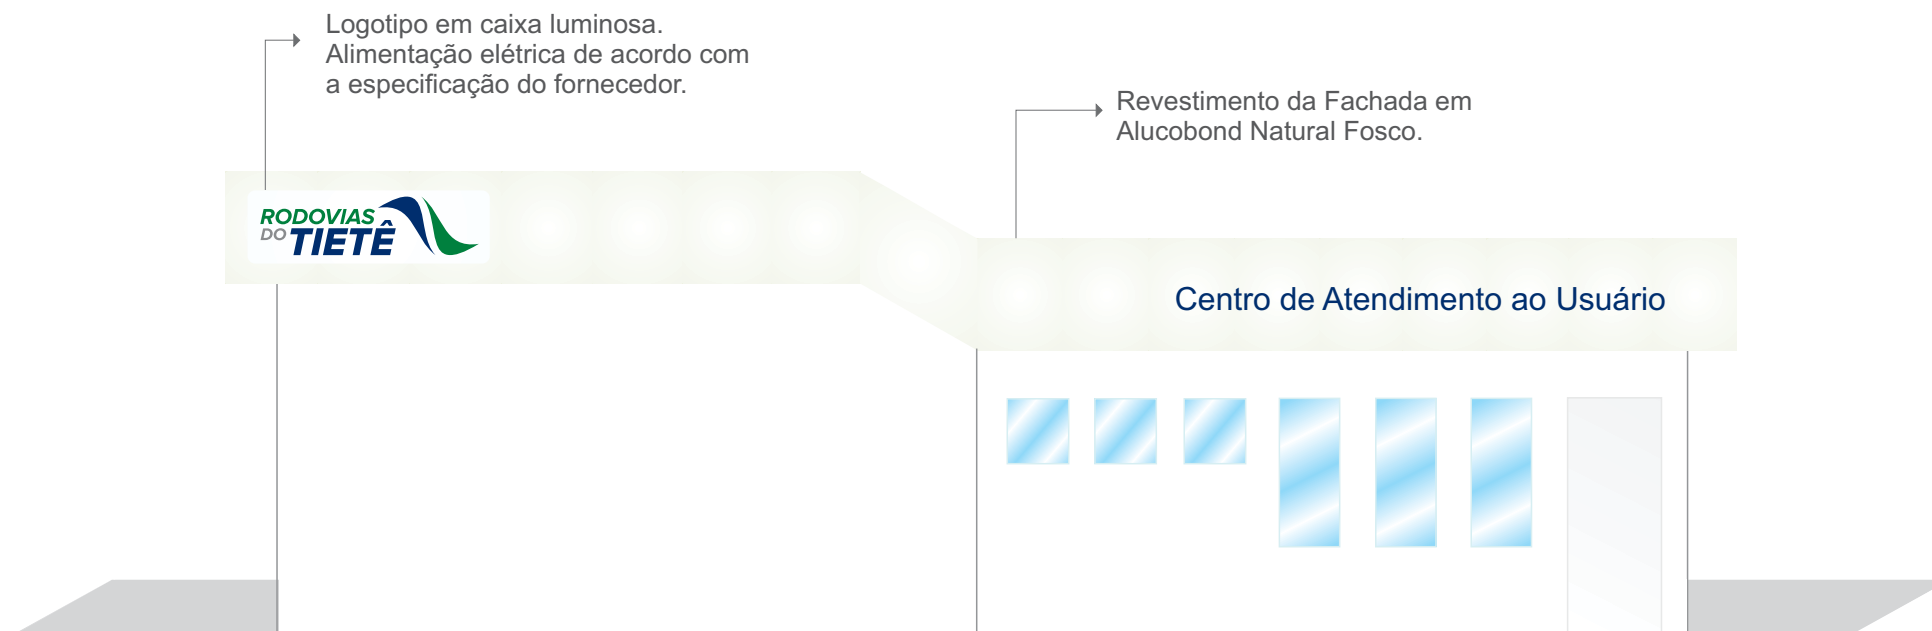 Logotipo em caixa luminosa.
Alimentação elétrica de acordo com
a especificação do fornecedor.
Revestimento da Fachada em
Alucobond Natural Fosco.
RODOVIAS
DO TIETÊ
Centro de Atendimento ao Usuário